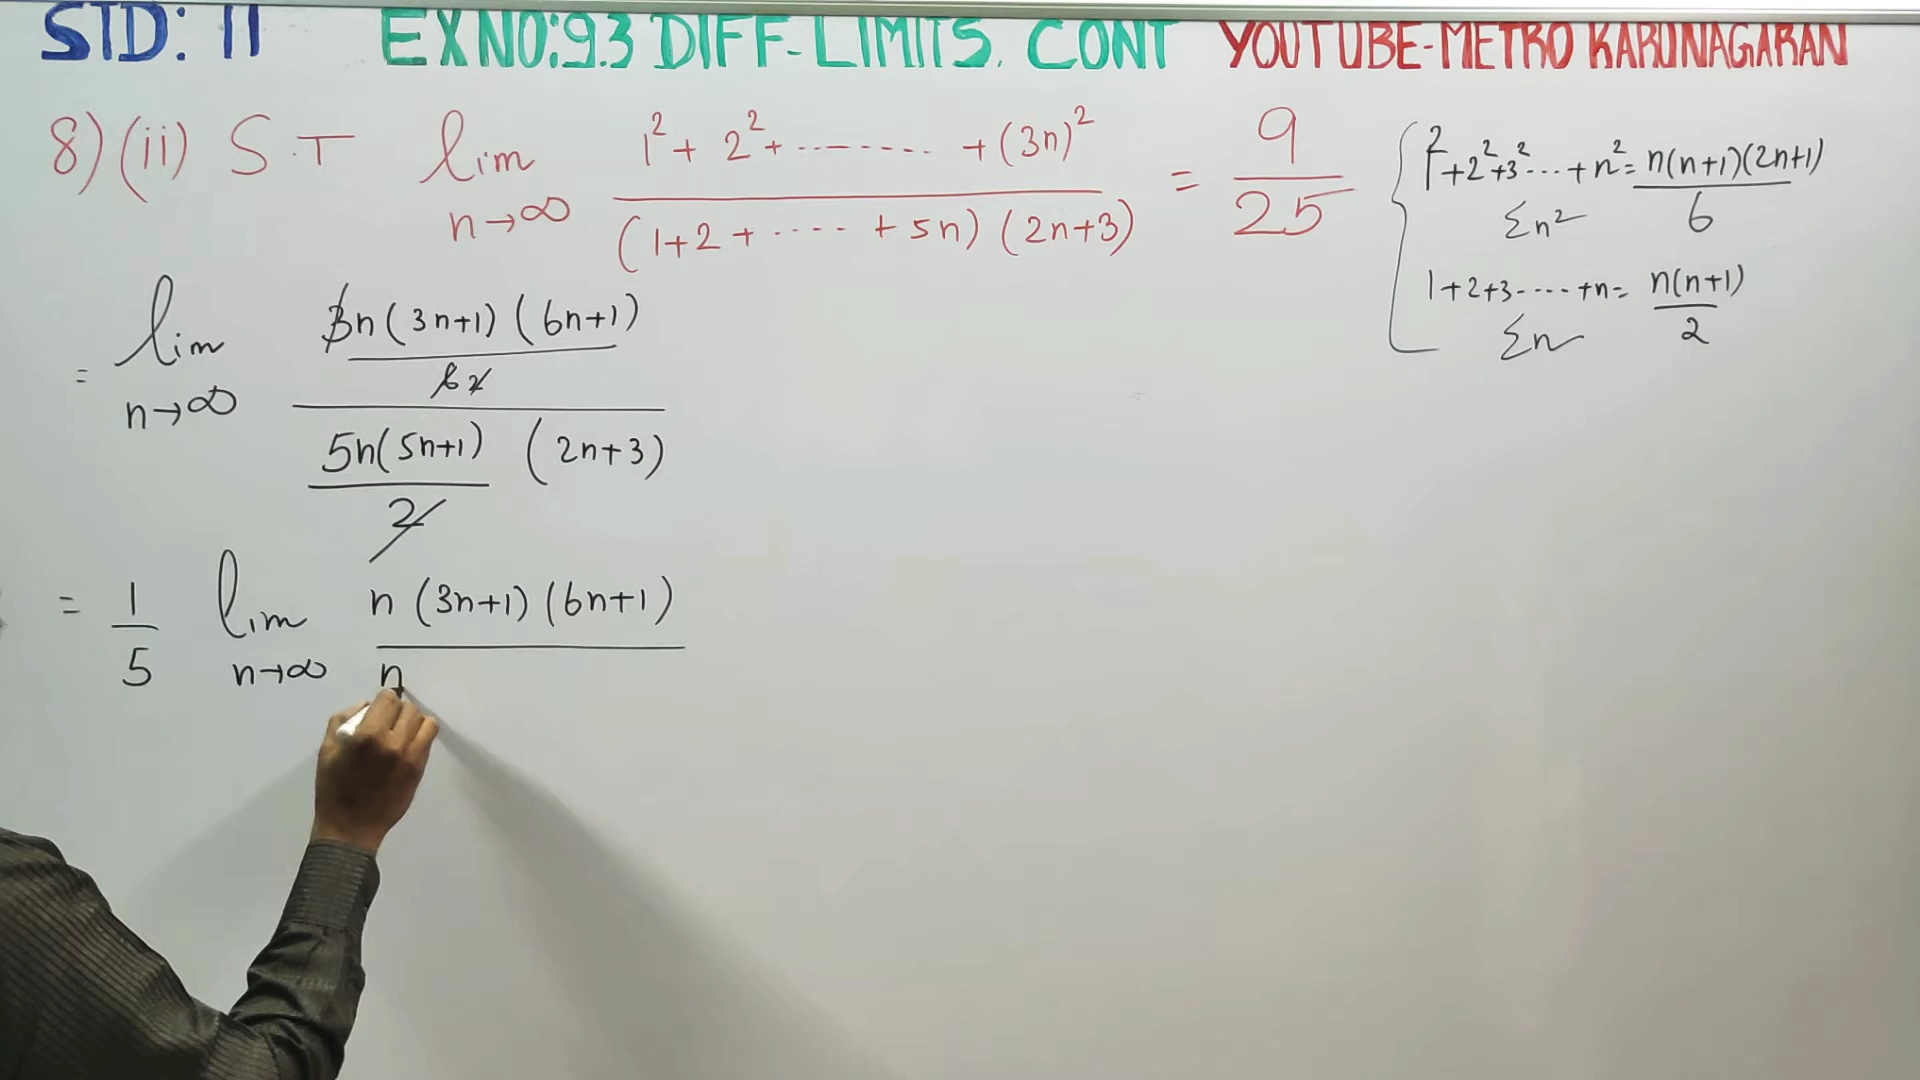 STD: 11 EX NO:9.3 DIFF-LIMITS. CONT YOUTUBE-METRO KARUNAGARAN
8)(ii) S.T lim n→∞ 1²+2²+........+(3n)² / (1+2+....+5n)(2n+3) = 9/25
1²+2²+3²...+n² = n(n+1)(2n+1) / 6
Σn²
1+2+3-....+n = n(n+1) / 2
Σn
= lim n→∞ 3n(3n+1)(6n+1) / 6 2
5n(5n+1) / 2 (2n+3)
= 1/5 lim n→∞ n(3n+1)(6n+1) / n